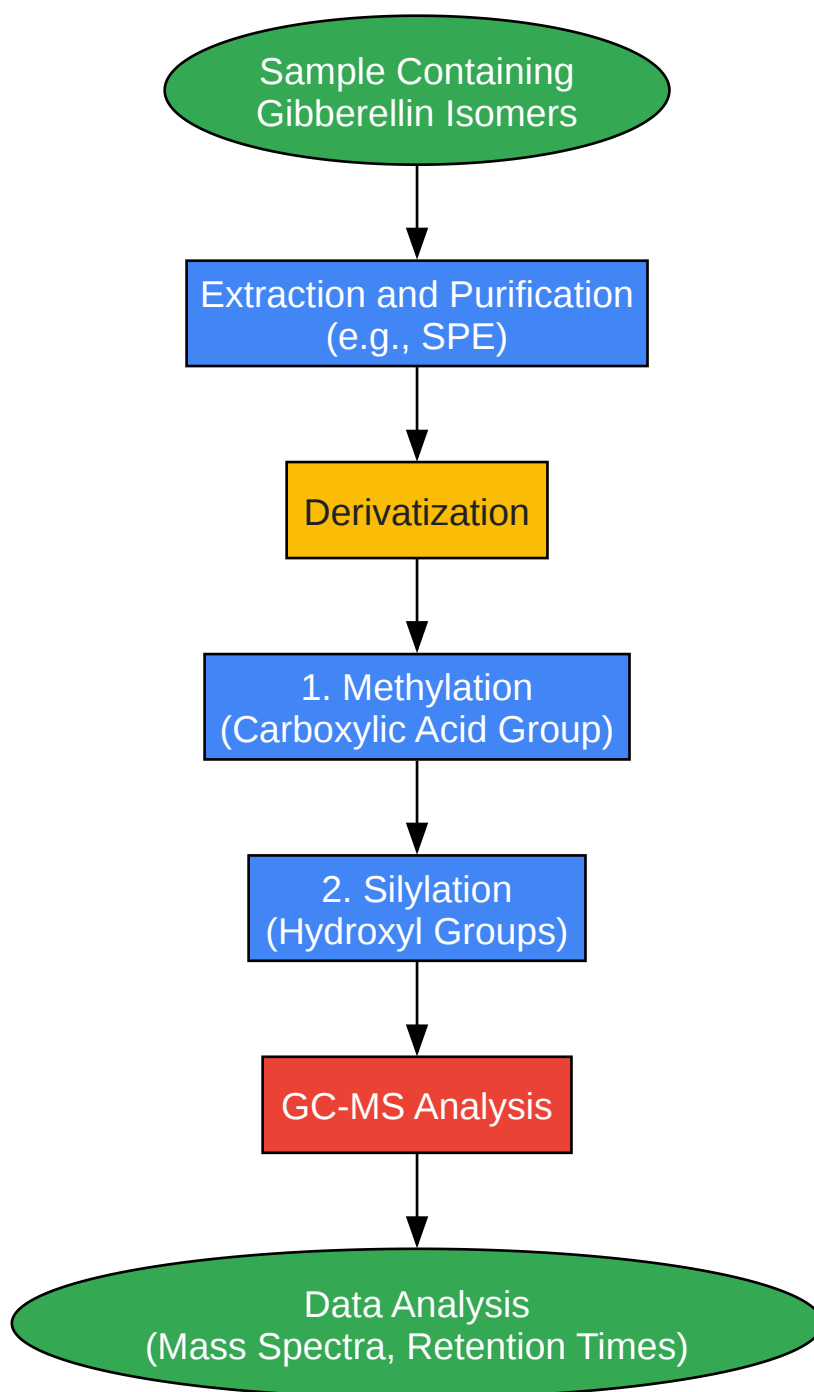 Sample Containing
Gibberellin Isomers
Extraction and Purification
(e.g., SPE)
Derivatization
1. Methylation
(Carboxylic Acid Group)
2. Silylation
(Hydroxyl Groups)
GC-MS Analysis
Data Analysis
(Mass Spectra, Retention Times)